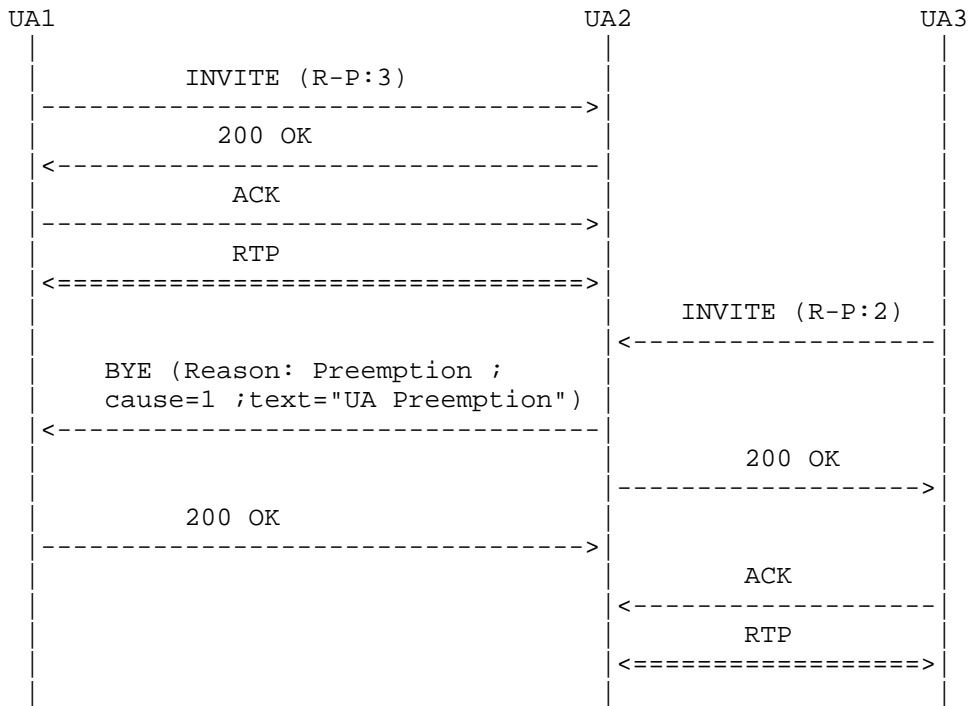 UA1 UA2 UA3
INVITE (R-P:3)
200 OK
ACK
RTP
INVITE (R-P:2)
BYE (Reason: Preemption ;
cause=1 ;text="UA Preemption")
200 OK
200 OK
ACK
RTP